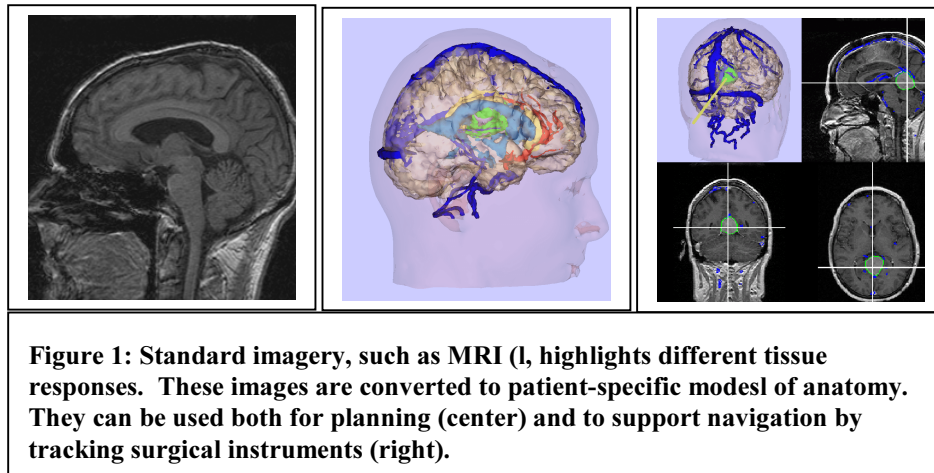 Figure 1: Standard imagery, such as MRI (l, highlights different tissue
responses.  These images are converted to patient-specific modesl of anatomy.
They can be used both for planning (center) and to support navigation by
tracking surgical instruments (right).